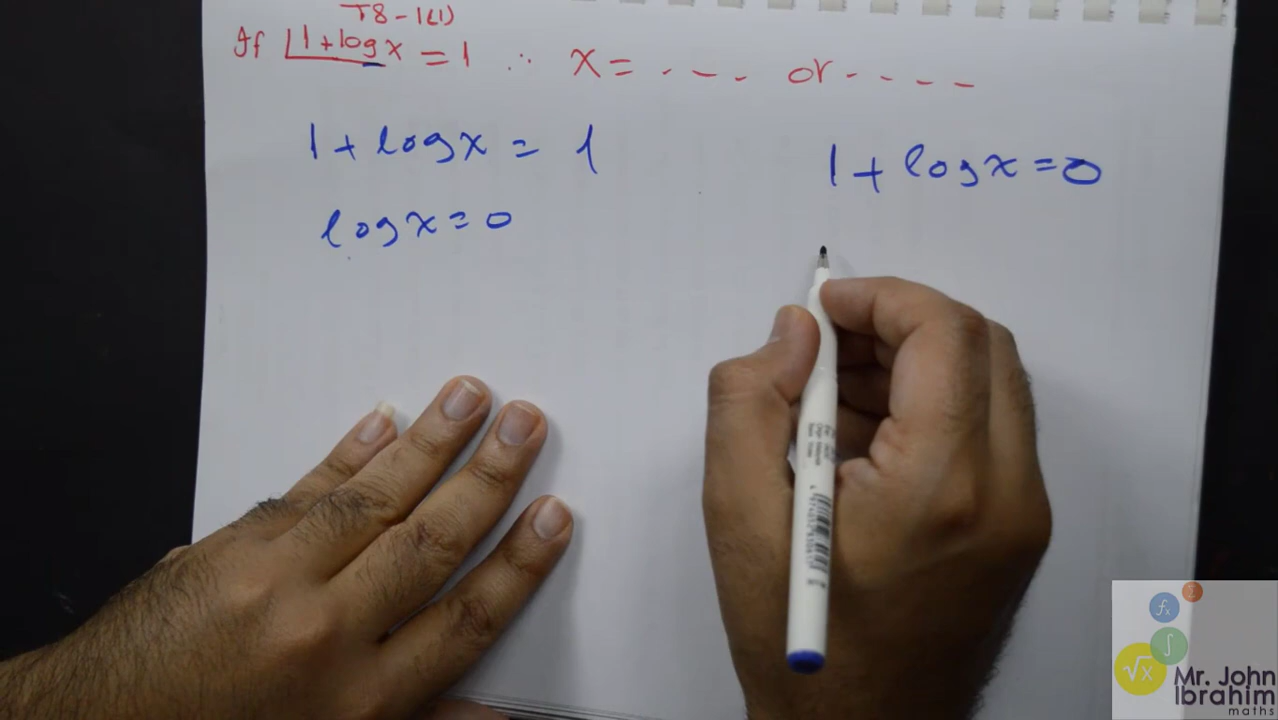 T8-1(1)
If ⌊1+log x = 1 ∴ x= - - - - or - - - -
1 + log x = 1
1 + log x = 0
log x = 0
Mr. John
Ibrahim
maths
√x
∫
fx
Σ